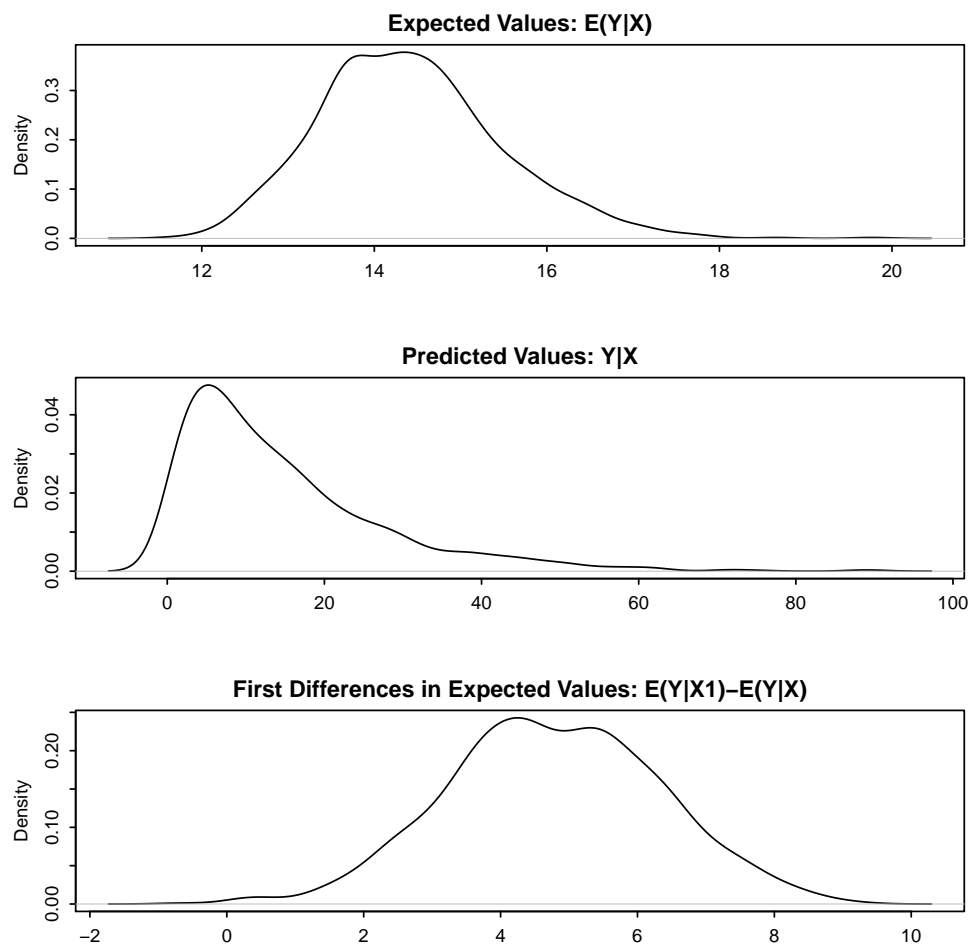 Expected Values: E(Y|X)
Density
0.0 0.1 0.2 0.3
12 14 16 18 20
Predicted Values: Y|X
Density
0.00 0.02 0.04
0 20 40 60 80 100
First Differences in Expected Values: E(Y|X1)−E(Y|X)
Density
0.00 0.10 0.20
−2 0 2 4 6 8 10